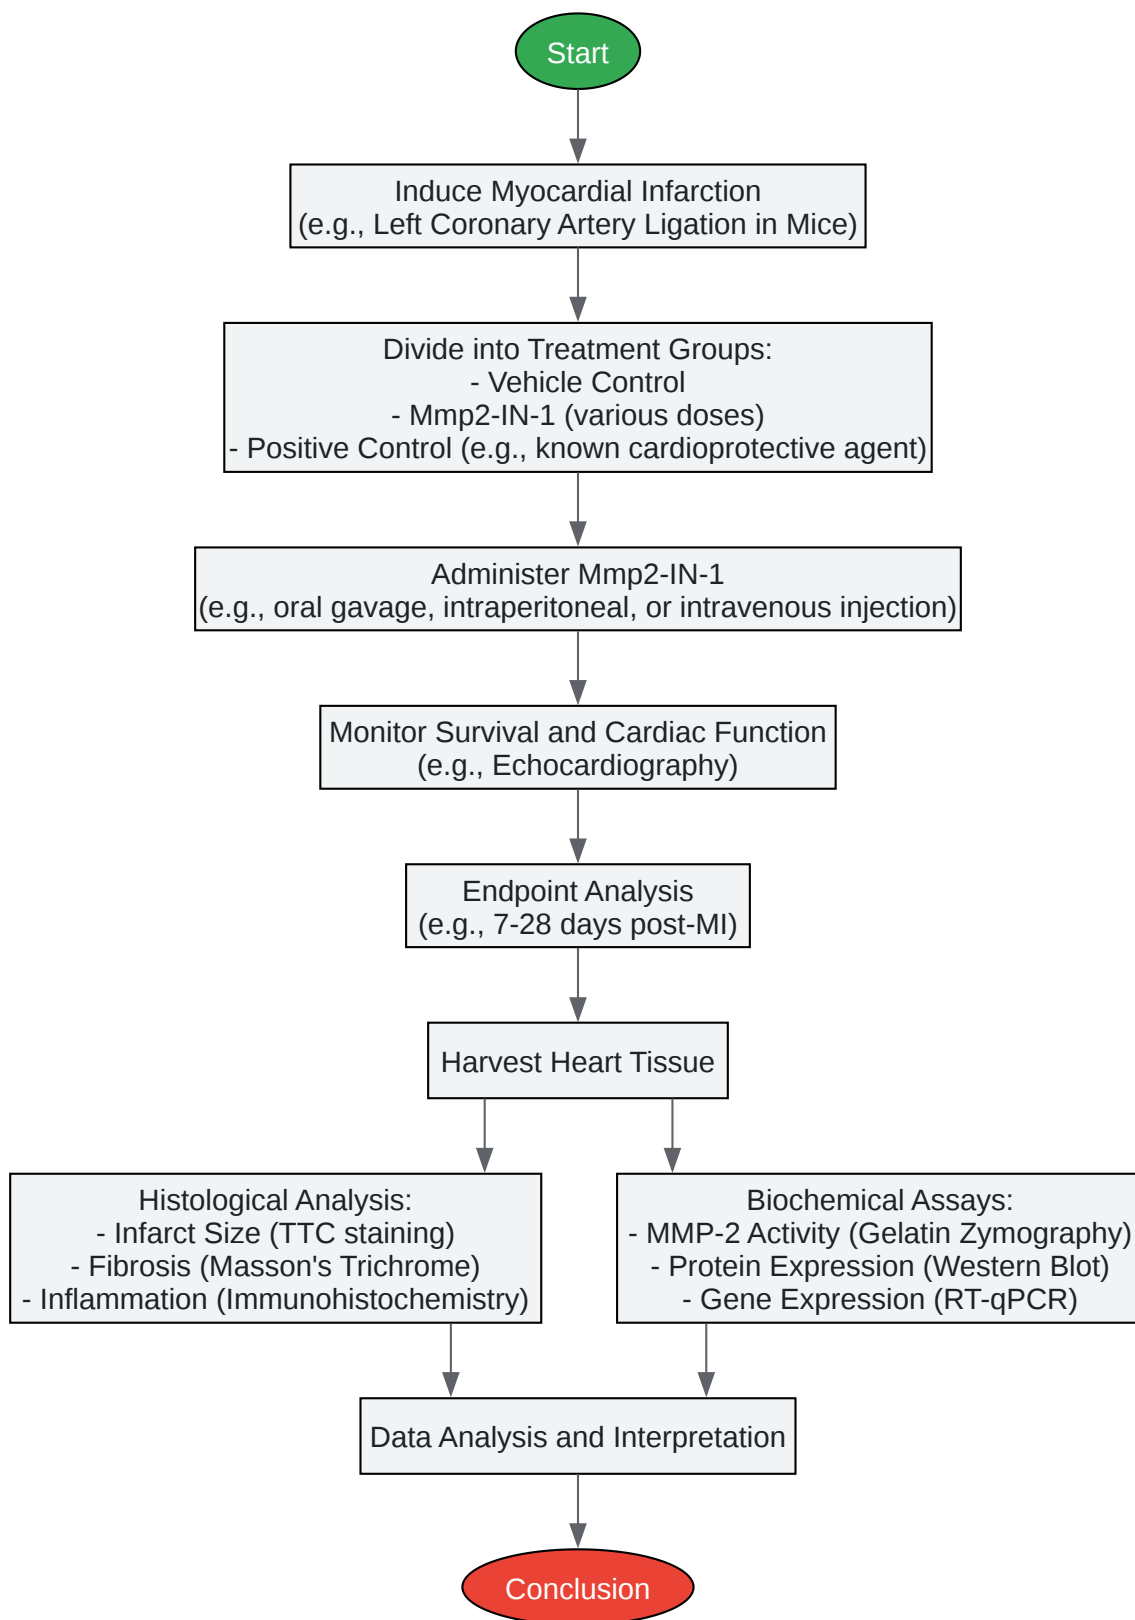 Start
Induce Myocardial Infarction
(e.g., Left Coronary Artery Ligation in Mice)
Divide into Treatment Groups:
- Vehicle Control
- Mmp2-IN-1 (various doses)
- Positive Control (e.g., known cardioprotective agent)
Administer Mmp2-IN-1
(e.g., oral gavage, intraperitoneal, or intravenous injection)
Monitor Survival and Cardiac Function
(e.g., Echocardiography)
Endpoint Analysis
(e.g., 7-28 days post-MI)
Harvest Heart Tissue
Histological Analysis:
- Infarct Size (TTC staining)
- Fibrosis (Masson's Trichrome)
- Inflammation (Immunohistochemistry)
Biochemical Assays:
- MMP-2 Activity (Gelatin Zymography)
- Protein Expression (Western Blot)
- Gene Expression (RT-qPCR)
Data Analysis and Interpretation
Conclusion